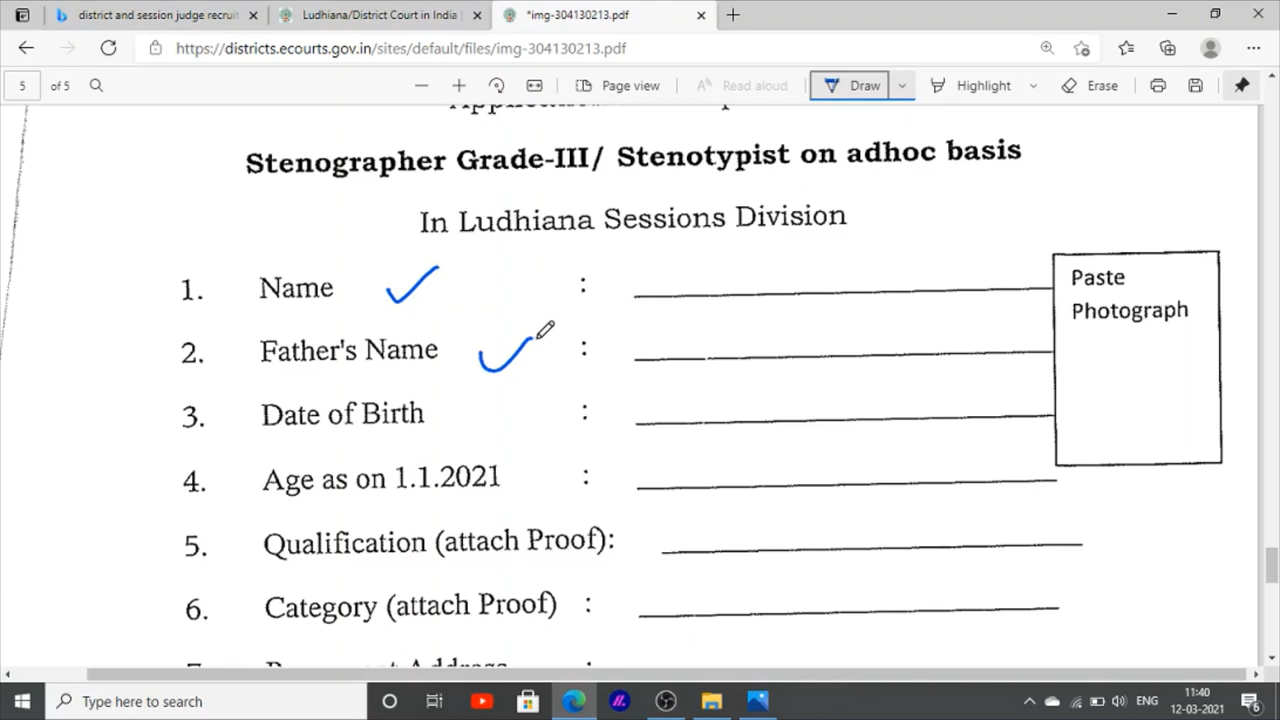 district and session judge recruit
Ludhiana/District Court in India
*img-304130213.pdf
https://districts.ecourts.gov.in/sites/default/files/img-304130213.pdf
5 of 5
Page view
Read aloud
Draw
Highlight
Erase
Stenographer Grade-III/ Stenotypist on adhoc basis
In Ludhiana Sessions Division
1. Name :
Paste
Photograph
2. Father's Name :
3. Date of Birth :
4. Age as on 1.1.2021 :
5. Qualification (attach Proof):
6. Category (attach Proof) :
Type here to search
ENG
11:40
12-03-2021
6